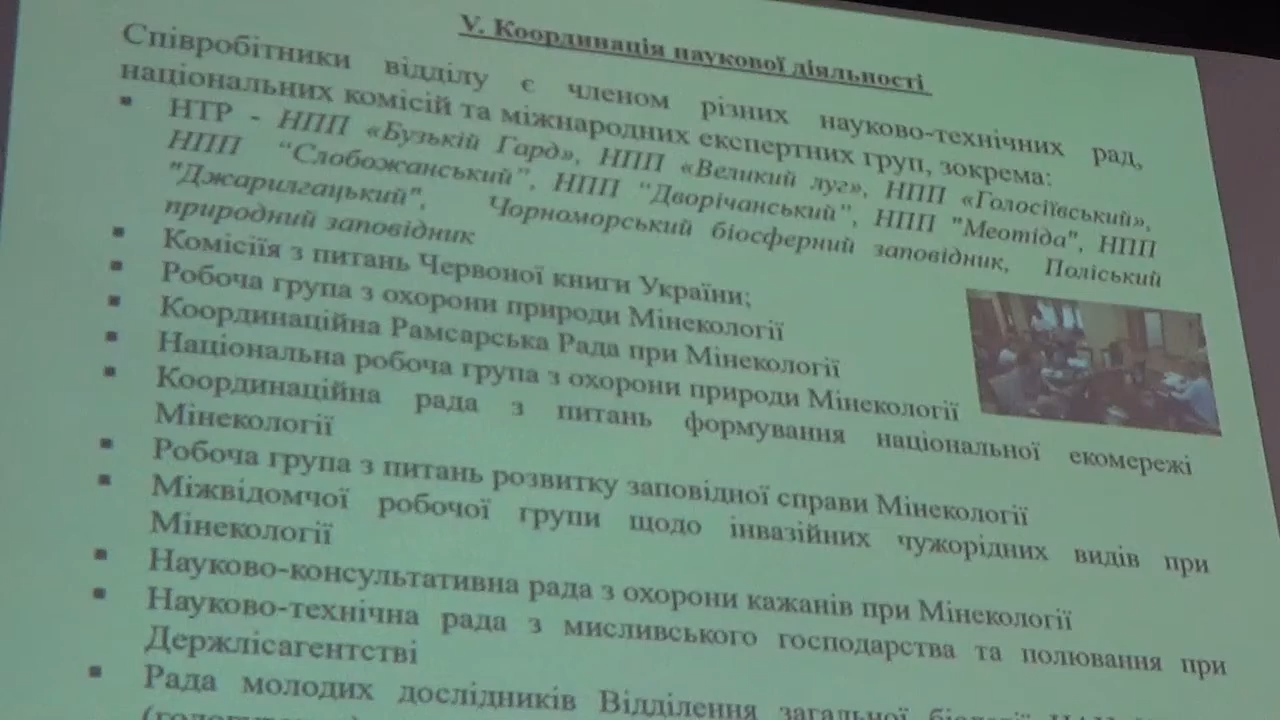 V. Координація наукової діяльності
Співробітники відділу є членом різних науково-технічних рад,
національних комісій та міжнародних експертних груп, зокрема:
▪ НТР - НПП «Бузькій Гард», НПП «Великий луг», НПП «Голосіївський»,
НПП “Слобожанський”, НПП "Дворічанський", НПП "Меотіда", НПП
"Джарилгацький", Чорноморський біосферний заповідник, Поліський
природний заповідник
▪ Комісіїя з питань Червоної книги України;
▪ Робоча група з охорони природи Мінекології
▪ Координаційна Рамсарська Рада при Мінекології
▪ Національна робоча група з охорони природи Мінекології
▪ Координаційна рада з питань формування національної екомережі
Мінекології
▪ Робоча група з питань розвитку заповідної справи Мінекології
▪ Міжвідомчої робочої групи щодо інвазійних чужорідних видів при
Мінекології
▪ Науково-консультативна рада з охорони кажанів при Мінекології
▪ Науково-технічна рада з мисливського господарства та полювання при
Держлісагентстві
▪ Рада молодих дослідників Відділення загальної біології